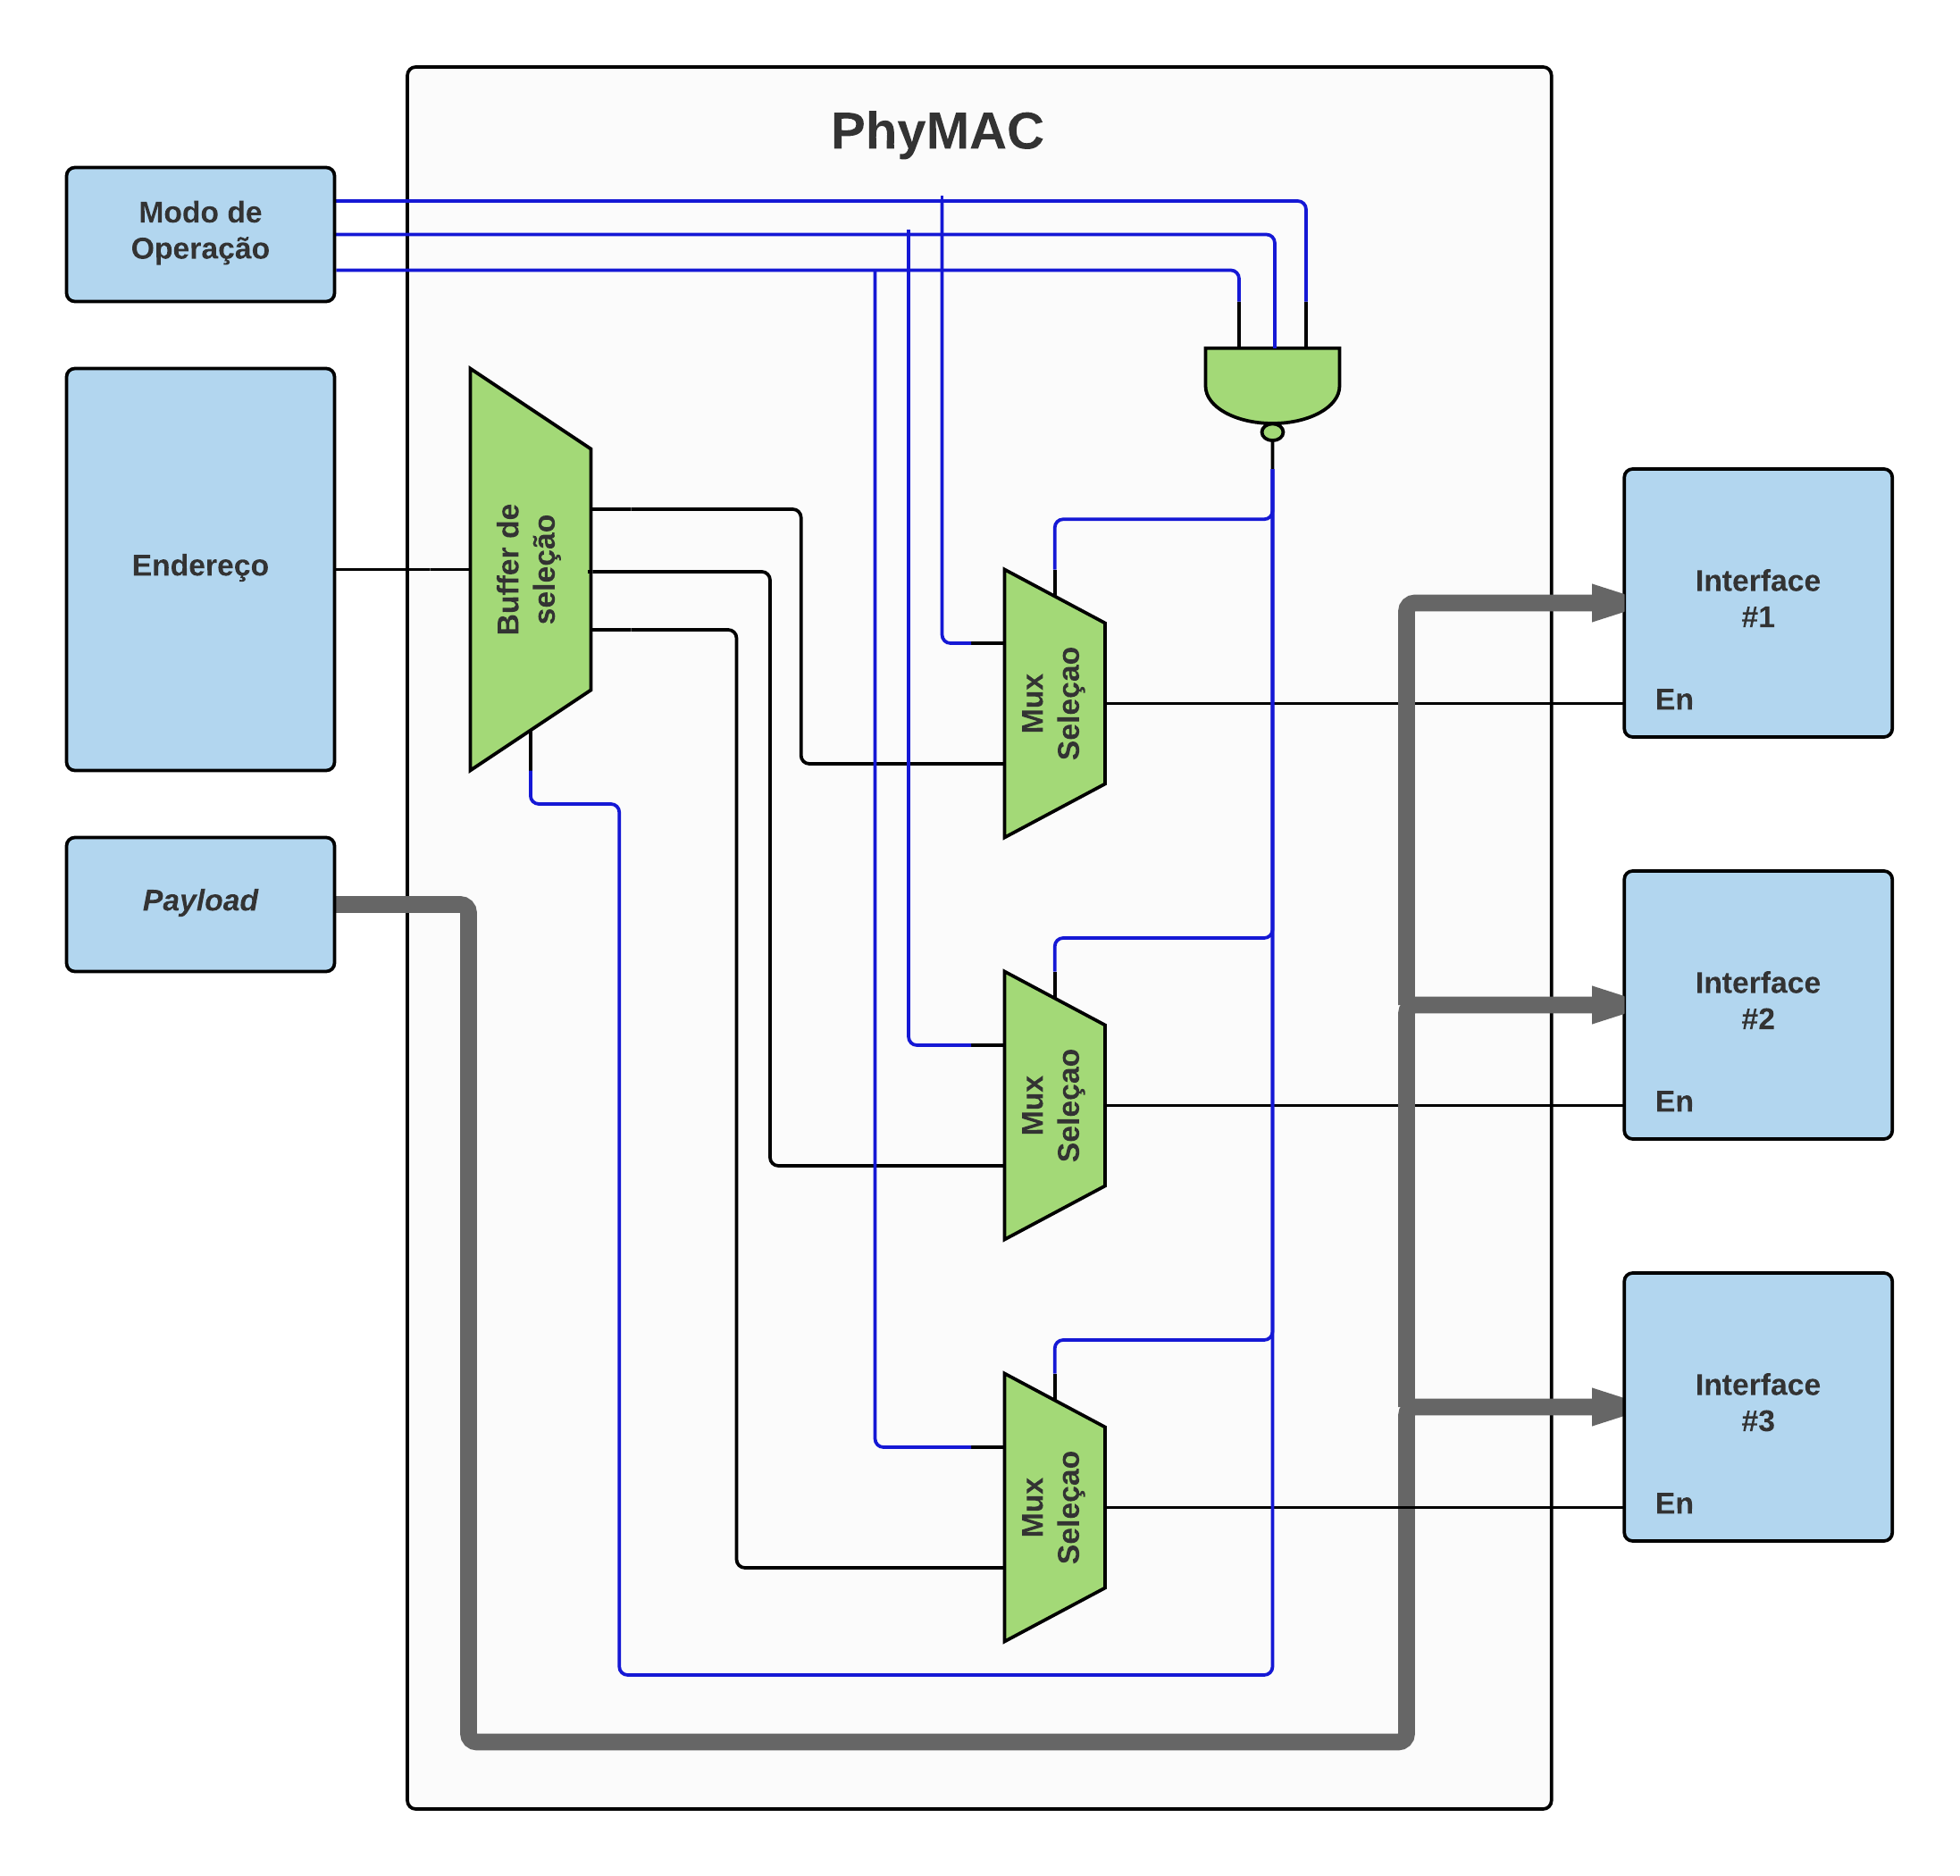 PhyMAC
Modo de
Operação
Endereço
Payload
Buffer de
seleção
Mux
Seleçao
Mux
Seleçao
Mux
Seleçao
Interface
#1
En
Interface
#2
En
Interface
#3
En